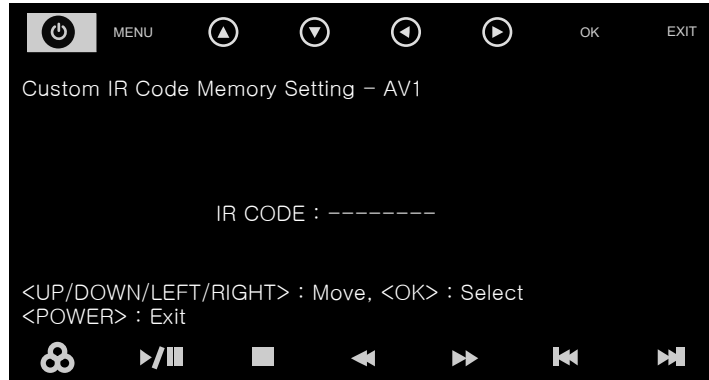 MENU OK EXIT
Custom IR Code Memory Setting - AV1
IR CODE : --------
<UP/DOWN/LEFT/RIGHT> : Move, <OK> : Select
<POWER> : Exit